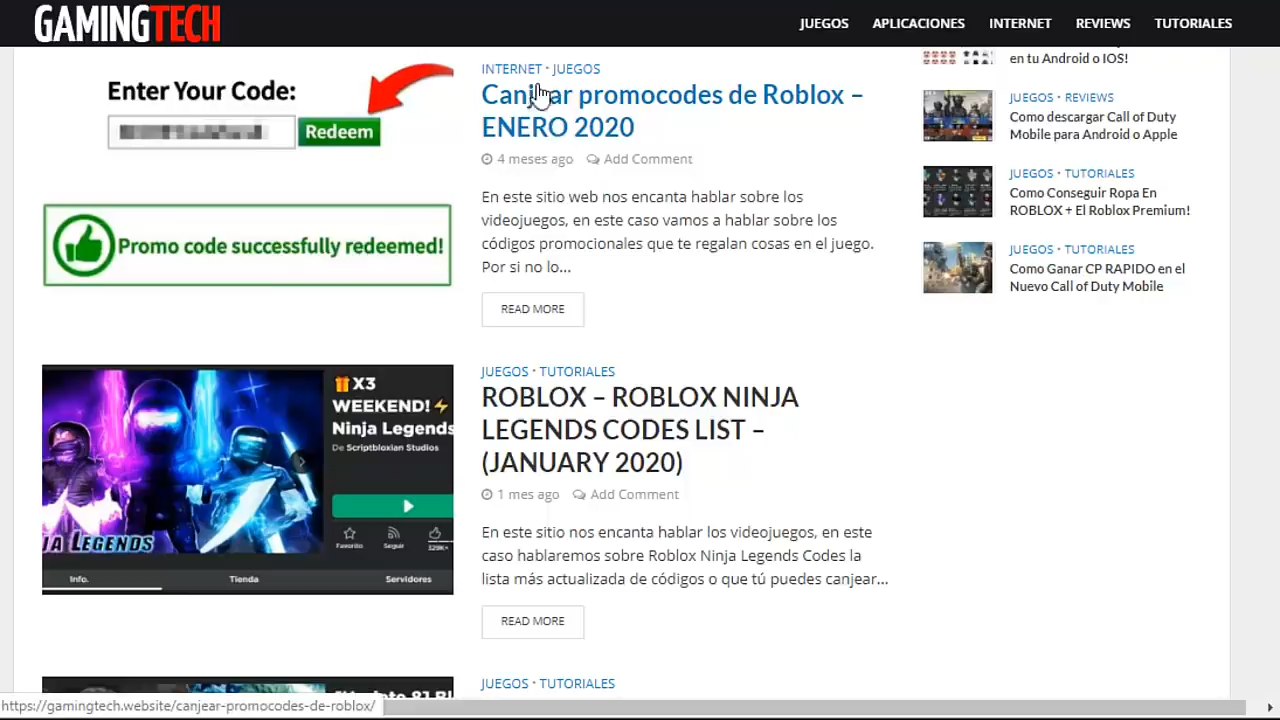 GAMINGTECH
JUEGOS APLICACIONES INTERNET REVIEWS TUTORIALES
Enter Your Code:
Redeem
Promo code successfully redeemed!
INTERNET • JUEGOS
Canjear promocodes de Roblox –
ENERO 2020
4 meses ago Add Comment
En este sitio web nos encanta hablar sobre los
videojuegos, en este caso vamos a hablar sobre los
códigos promocionales que te regalan cosas en el juego.
Por si no lo...
READ MORE
X3
WEEKEND!
Ninja Legends
De Scriptbloxian Studios
Favorito Seguir 329K+
Info. Tienda Servidores
JUEGOS • TUTORIALES
ROBLOX – ROBLOX NINJA
LEGENDS CODES LIST –
(JANUARY 2020)
1 mes ago Add Comment
En este sitio nos encanta hablar los videojuegos, en este
caso hablaremos sobre Roblox Ninja Legends Codes la
lista más actualizada de códigos o que tú puedes canjear...
READ MORE
JUEGOS • TUTORIALES
en tu Android o IOS!
JUEGOS • REVIEWS
Como descargar Call of Duty
Mobile para Android o Apple
JUEGOS • TUTORIALES
Como Conseguir Ropa En
ROBLOX + El Roblox Premium!
JUEGOS • TUTORIALES
Como Ganar CP RAPIDO en el
Nuevo Call of Duty Mobile
https://gamingtech.website/canjear-promocodes-de-roblox/